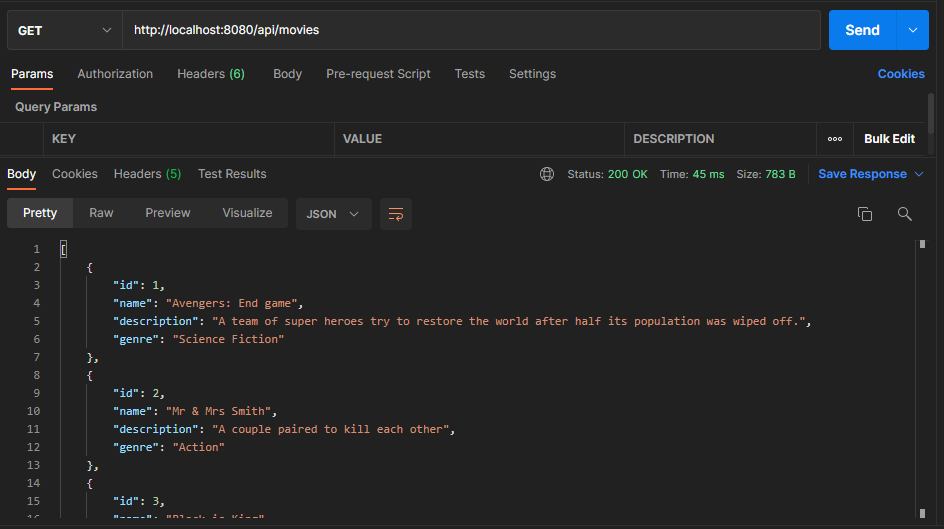 GET http://localhost:8080/api/movies Send
Params Authorization Headers (6) Body Pre-request Script Tests Settings Cookies
Query Params
KEY VALUE DESCRIPTION ooo Bulk Edit
Body Cookies Headers (5) Test Results Status: 200 OK Time: 45 ms Size: 783 B Save Response
Pretty Raw Preview Visualize JSON
1 [
2 {
3 "id": 1,
4 "name": "Avengers: End game",
5 "description": "A team of super heroes try to restore the world after half its population was wiped off.",
6 "genre": "Science Fiction"
7 },
8 {
9 "id": 2,
10 "name": "Mr & Mrs Smith",
11 "description": "A couple paired to kill each other",
12 "genre": "Action"
13 },
14 {
15 "id": 3,
16 "name": "Black is King"